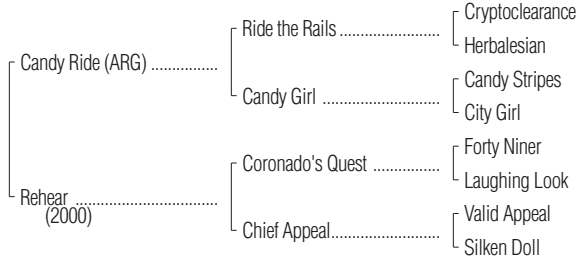 Cryptoclearance
Ride the Rails ....................
Herbalesian
Candy Ride (ARG) .............
Candy Stripes
Candy Girl .......................
City Girl
Forty Niner
Coronado's Quest .............
Laughing Look
Rehear ............................
(2000)
Valid Appeal
Chief Appeal.....................
Silken Doll